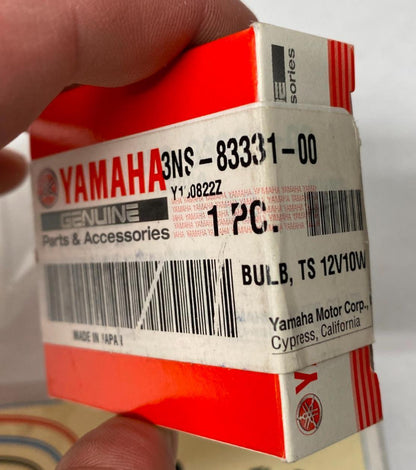 YAMAHA
GENUINE
Parts & Accessories
3NS-83331-00
1 PC.
BULB, TS 12V10W
Yamaha Motor Corp.,
Cypress, California
MADE IN JAPAN